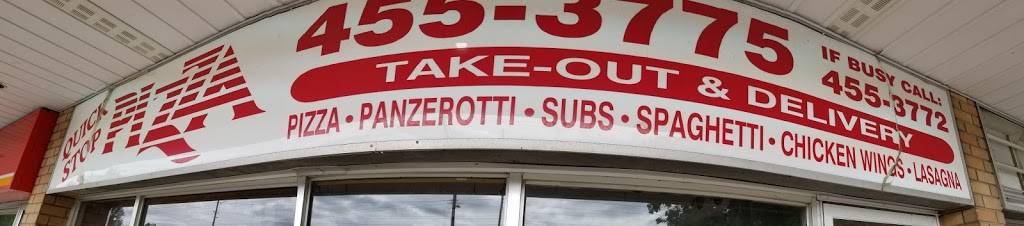 QUICK
STOP
PIZZA
455-3775
TAKE-OUT & DELIVERY
IF BUSY CALL:
455-3772
PIZZA • PANZEROTTI • SUBS • SPAGHETTI • CHICKEN WINGS • LASAGNA